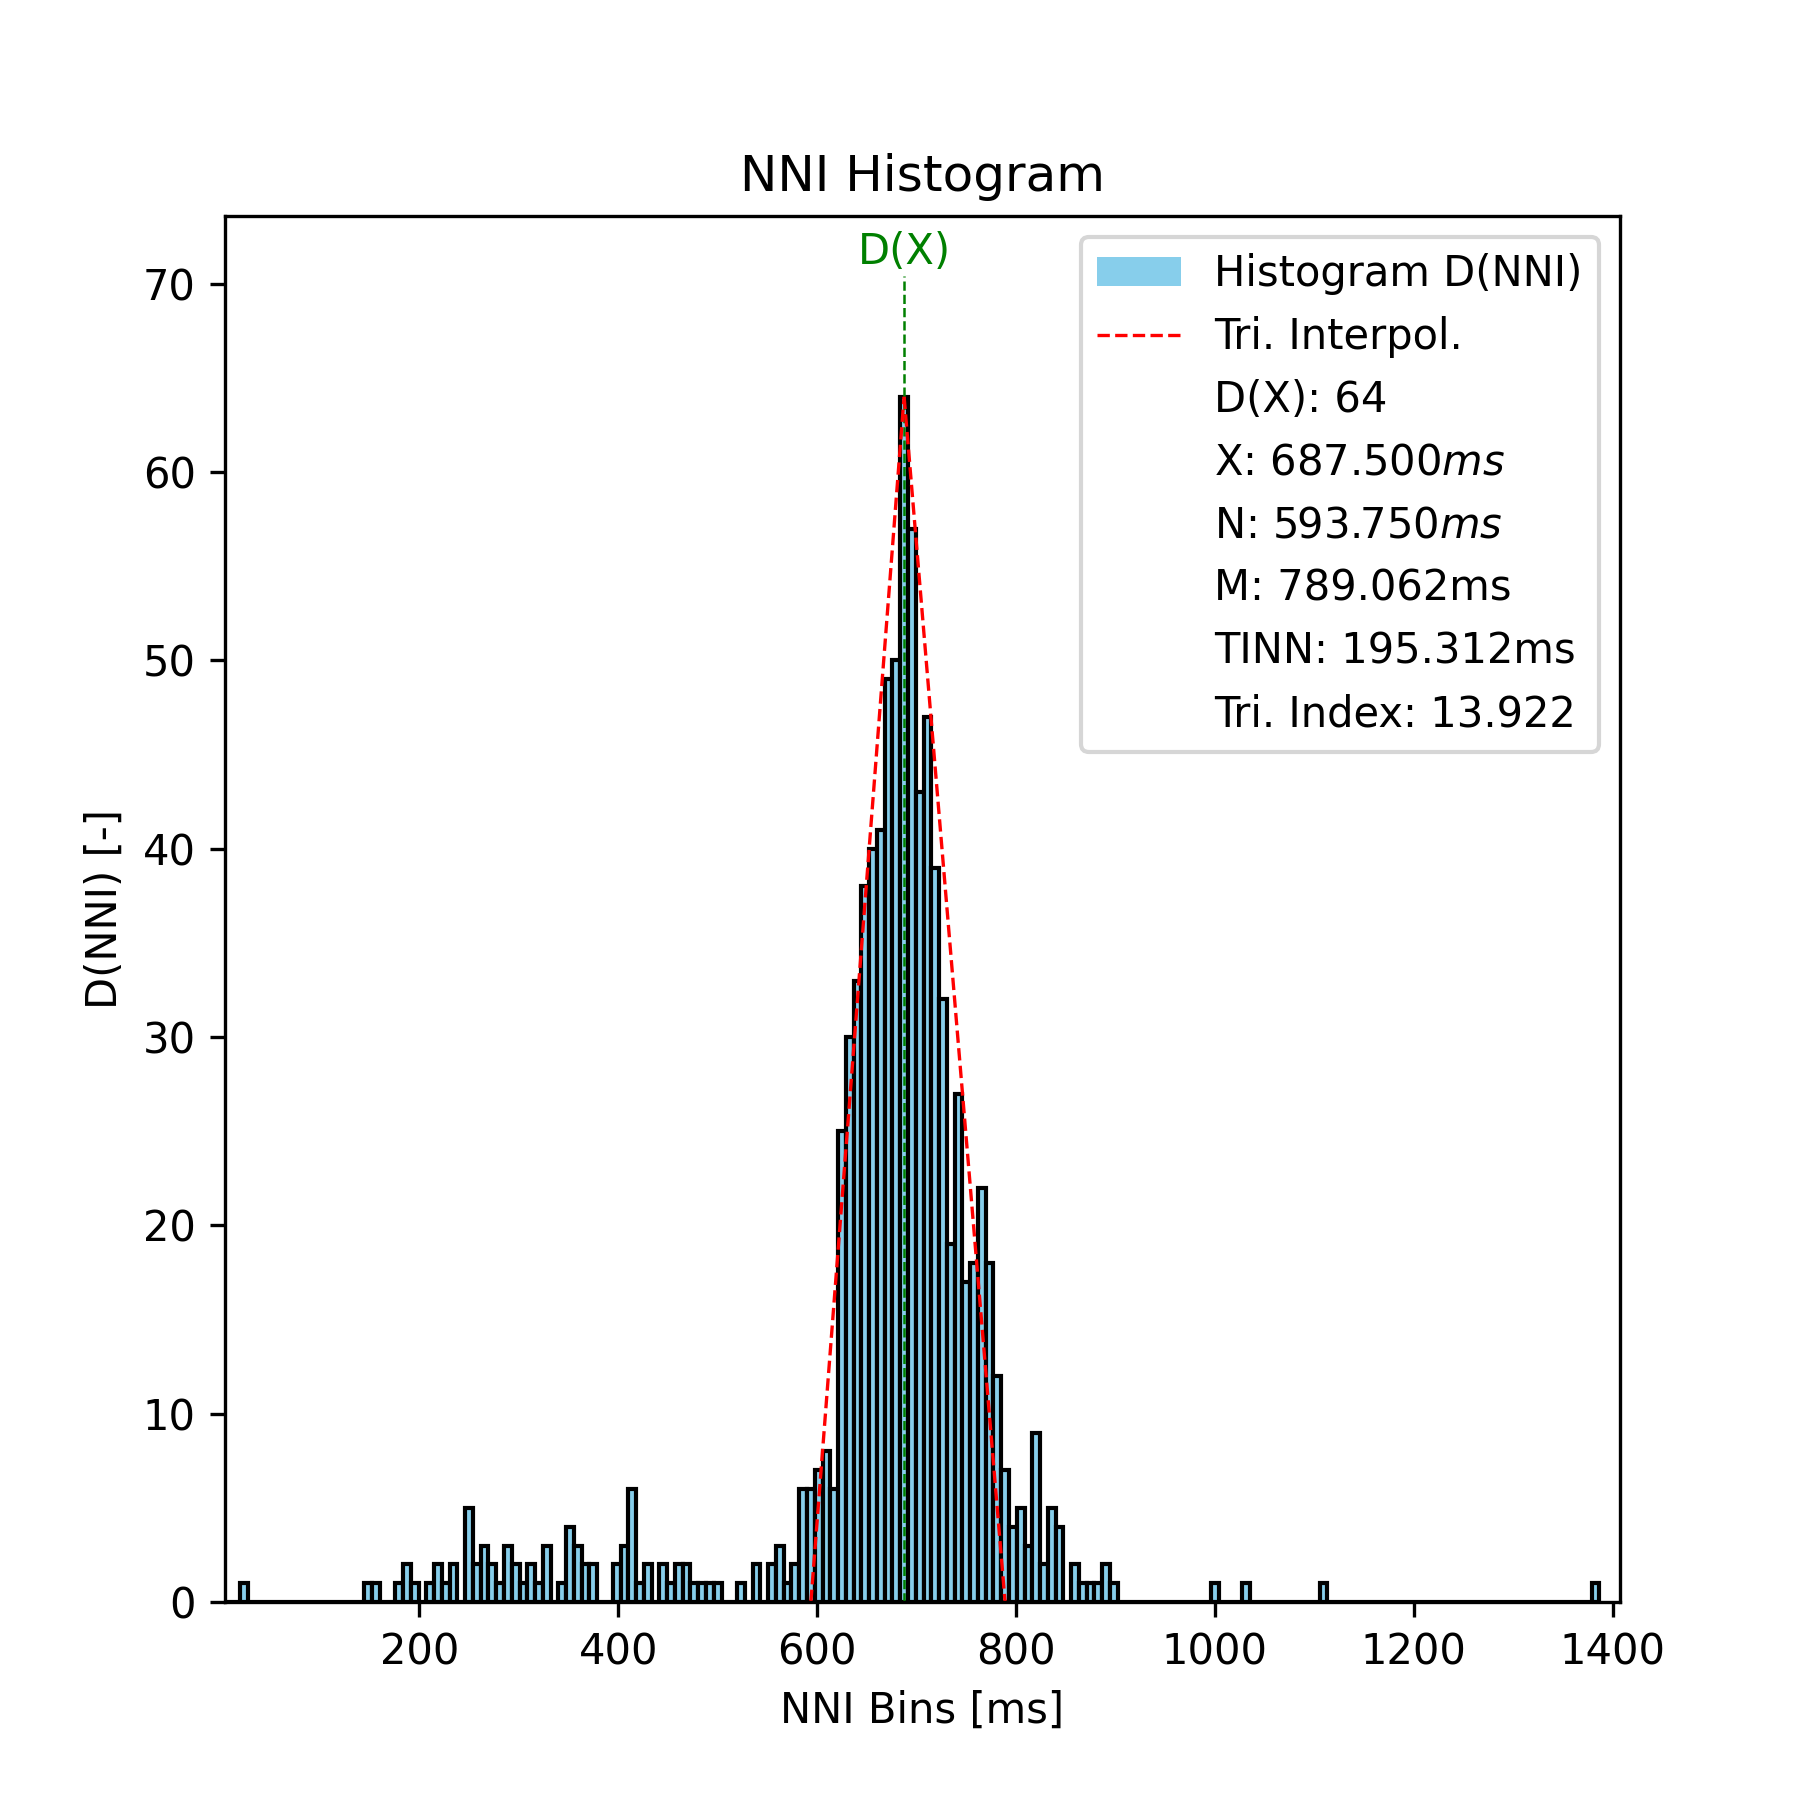 NNI Histogram
D(X)
Histogram D(NNI)
Tri. Interpol.
D(X): 64
X: 687.500ms
N: 593.750ms
M: 789.062ms
TINN: 195.312ms
Tri. Index: 13.922
70
60
50
40
30
20
10
0
D(NNI) [-]
200 400 600 800 1000 1200 1400
NNI Bins [ms]